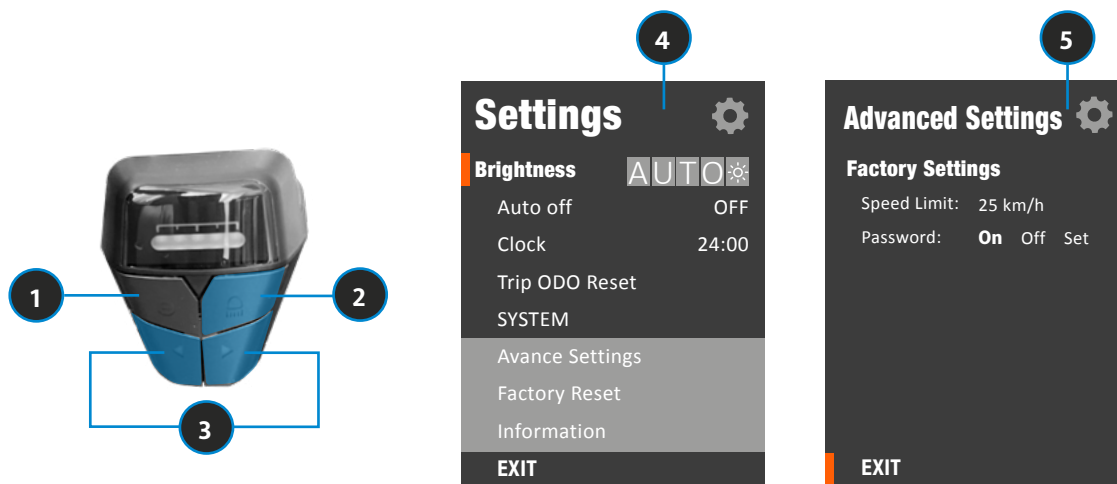 4
5
Settings
Advanced Settings
Brightness AUTO
Auto off OFF
Clock 24:00
Trip ODO Reset
SYSTEM
Avance Settings
Factory Reset
Information
EXIT
Factory Settings
Speed Limit: 25 km/h
Password: On Off Set
EXIT
1
2
3